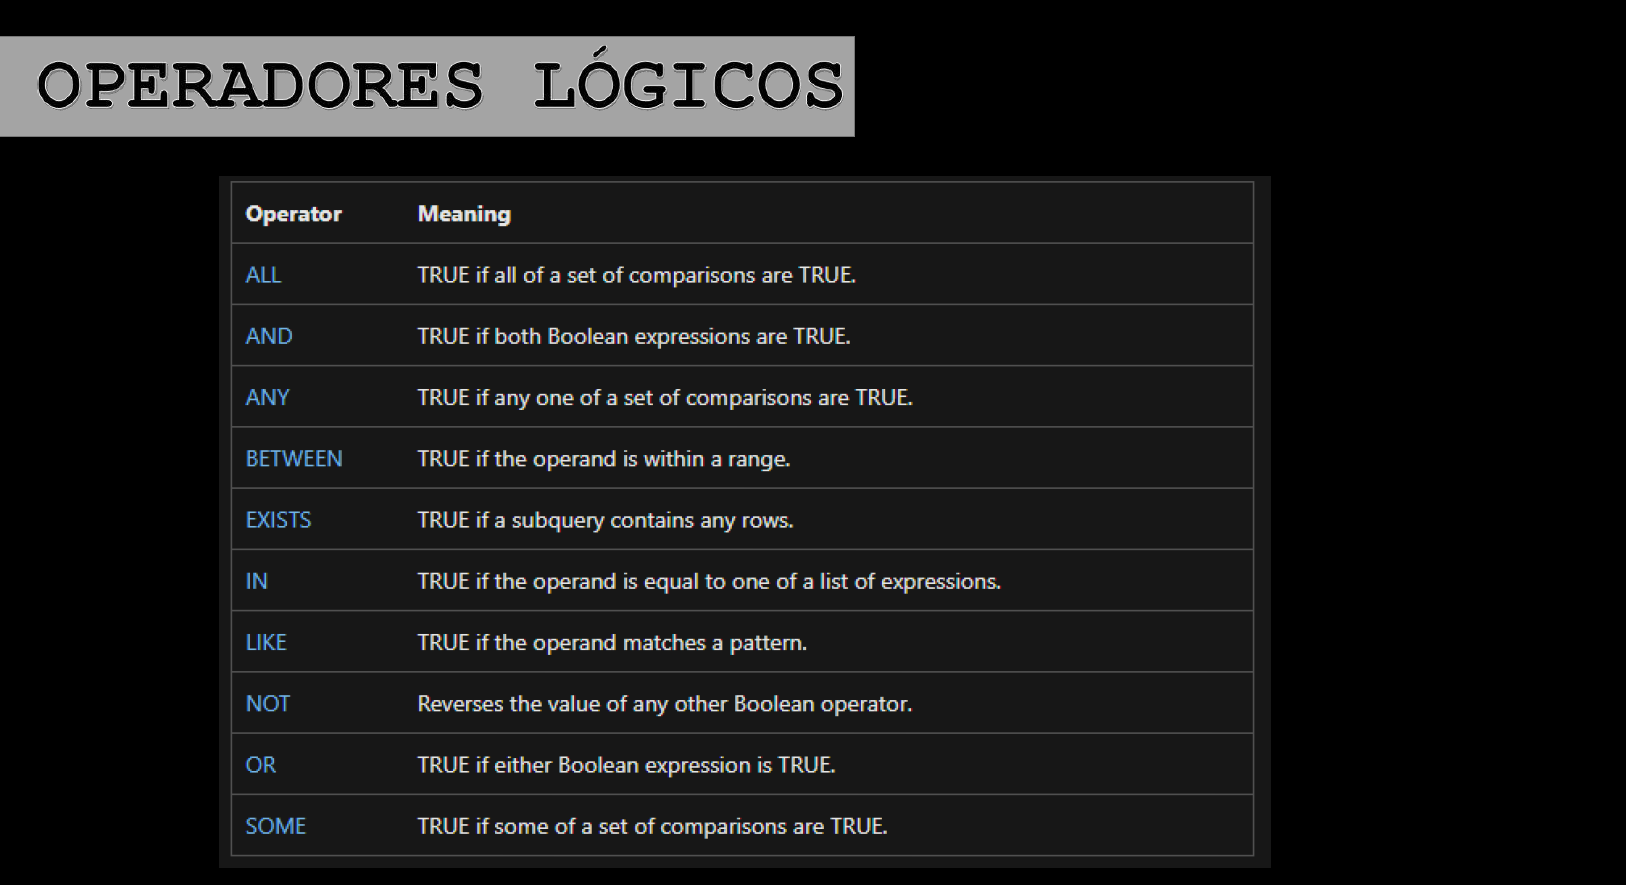 OPERADORES LÓGICOS
Operator Meaning
ALL TRUE if all of a set of comparisons are TRUE.
AND TRUE if both Boolean expressions are TRUE.
ANY TRUE if any one of a set of comparisons are TRUE.
BETWEEN TRUE if the operand is within a range.
EXISTS TRUE if a subquery contains any rows.
IN TRUE if the operand is equal to one of a list of expressions.
LIKE TRUE if the operand matches a pattern.
NOT Reverses the value of any other Boolean operator.
OR TRUE if either Boolean expression is TRUE.
SOME TRUE if some of a set of comparisons are TRUE.